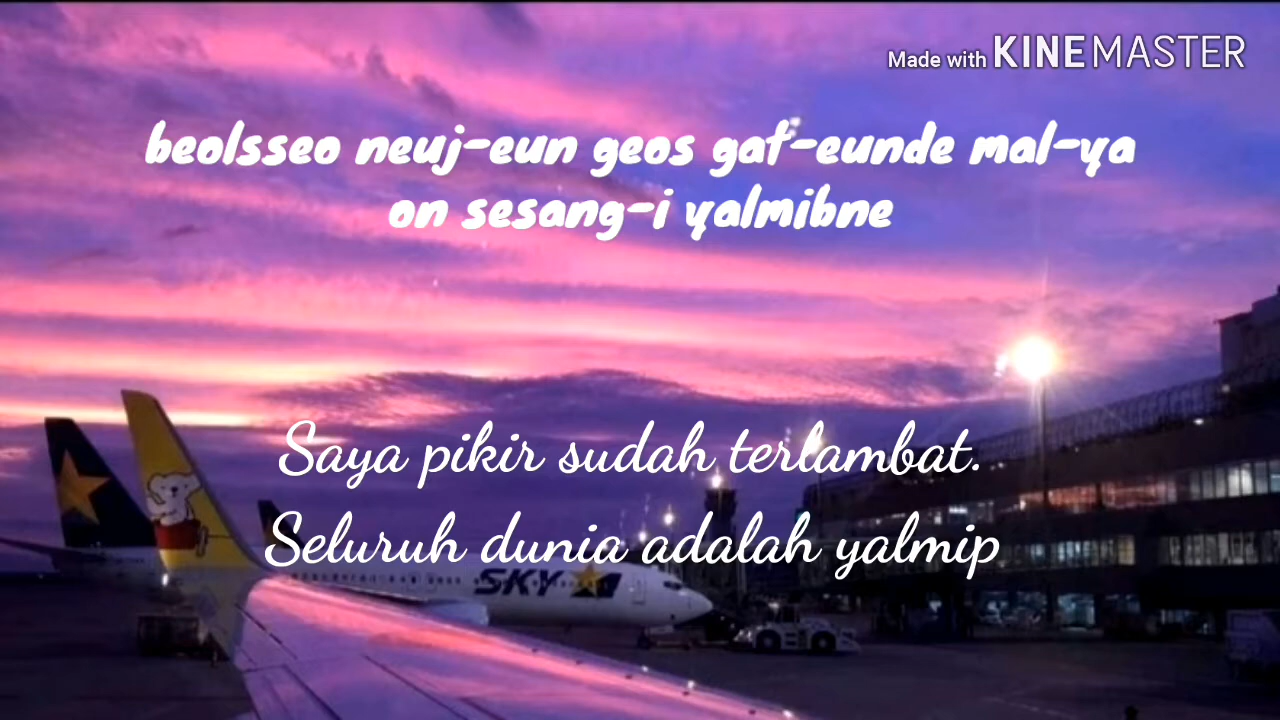 Made with KINEMASTER
beolsseo neuj-eun geos gat-eunde mal-ya
on sesang-i yalmibne
Saya pikir sudah terlambat.
Seluruh dunia adalah yalmip
SKY